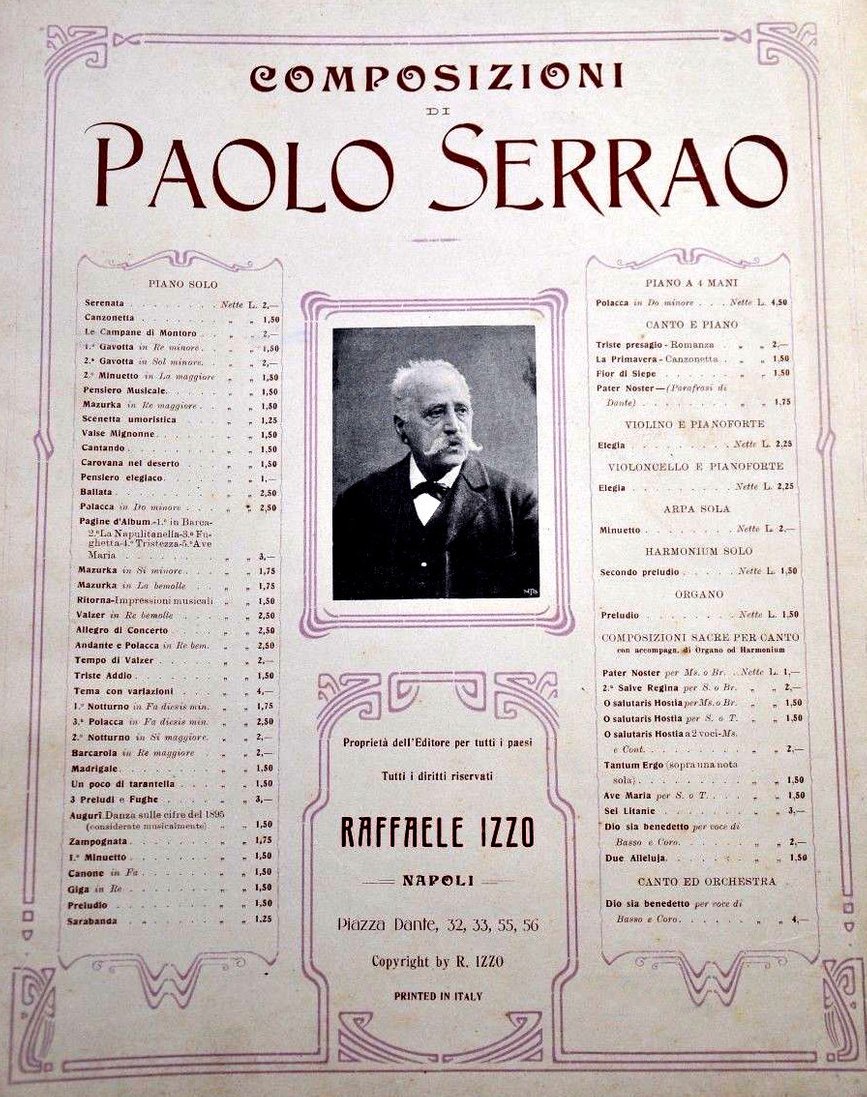 COMPOSIZIONI
DI
PAOLO SERRAO
PIANO SOLO
Serenata . . . . . . . . Nette L. 2,—
Canzonetta . . . . . . . „ „ 1,50
Le Campane di Montoro . . „ „ 2,—
1.ª Gavotta in Re minore . . „ „ 1,50
2.ª Gavotta in Sol minore. . „ „ 2,—
2.º Minuetto in La maggiore „ „ 1,50
Pensiero Musicale. . . . . „ „ 1,50
Mazurka in Re maggiore . . „ „ 1,50
Scenetta umoristica . . . „ „ 1,25
Valse Mignonne. . . . . . „ „ 1,50
Cantando . . . . . . . . „ „ 1,50
Carovana nel deserto . . . „ „ 1,50
Pensiero elegiaco. . . . . „ „ 1,—
Ballata . . . . . . . . . „ „ 2,50
Polacca in Do minore . . . „ „ 2,50
Pagine d'Album.-1.ª in Barca-
2.ª La Napulitanella-3.ª Fu-
ghetta-4.ª Tristezza-5.ª Ave
Maria . . . . . . . . . „ „ 3,—
Mazurka in Si minore . . . „ „ 1,75
Mazurka in La bemolle . . „ „ 1,75
Ritorna-Impressioni musicali „ „ 1,50
Valzer in Re bemolle . . . „ „ 2,50
Allegro di Concerto . . . . „ „ 2,50
Andante e Polacca in Re bem. „ „ 2,50
Tempo di Valzer . . . . . „ „ 2,—
Triste Addio . . . . . . . „ „ 1,50
Tema con variazioni . . . „ „ 4,—
1.º Notturno in Fa diesis min. „ „ 1,75
3.ª Polacca in Fa diesis min. „ „ 2,50
2.º Notturno in Si maggiore. „ „ 2,—
Barcarola in Re maggiore „ „ 2,—
Madrigale. . . . . . . . . „ „ 1,50
Un poco di tarantella . . . „ „ 1,50
3 Preludi e Fughe . . . . „ „ 3,—
Auguri. Danza sulle cifre del 1895
(considerate musicalmente) „ „ 1,50
Zampognata . . . . . . . „ „ 1,75
1.º Minuetto . . . . . . . „ „ 1,50
Canone in Fa . . . . . . . „ „ 1,50
Giga in Re . . . . . . . . „ „ 1,50
Preludio . . . . . . . . . „ „ 1,50
Sarabanda . . . . . . . . „ „ 1,25
Proprietà dell'Editore per tutti i paesi
Tutti i diritti riservati
RAFFAELE IZZO
NAPOLI
Piazza Dante, 32, 33, 55, 56
Copyright by R. IZZO
PRINTED IN ITALY
PIANO A 4 MANI
Polacca in Do minore . . . Nette L. 4,50
CANTO E PIANO
Triste presagio - Romanza . „ „ 2,—
La Primavera - Canzonetta . „ „ 1,50
Fior di Siepe . . . . . . „ „ 1,50
Pater Noster—(Parafrasi di
Dante) . . . . . . . . . „ „ 1,75
VIOLINO E PIANOFORTE
Elegia . . . . . . . . Nette L. 2,25
VIOLONCELLO E PIANOFORTE
Elegia . . . . . . . . Nette L. 2,25
ARPA SOLA
Minuetto . . . . . . . Nette L. 2,—
HARMONIUM SOLO
Secondo preludio . . . . Nette L. 1,50
ORGANO
Preludio . . . . . . . Nette L. 1,50
COMPOSIZIONI SACRE PER CANTO
con accompagn. di Organo od Harmonium
Pater Noster per Ms. o Br. . Nette L. 1,—
2.ª Salve Regina per S. o Br. „ „ 2,—
O salutaris Hostia per Ms. o Br. „ „ 1,50
O salutaris Hostia per S. o T. „ „ 1,50
O salutaris Hostia a 2 voci-Ms.
e Cont. . . . . . . . . . „ „ 2,—
Tantum Ergo (sopra una nota
sola) . . . . . . . . . . „ „ 1,50
Ave Maria per S. o T. . . . „ „ 1,50
Sei Litanie . . . . . . . „ „ 3,—
Dio sia benedetto per voce di
Basso e Coro. . . . . . . „ „ 2,—
Due Alleluja. . . . . . . „ „ 1,50
CANTO ED ORCHESTRA
Dio sia benedetto per voce di
Basso e Coro. . . . . . . „ „ 4,—